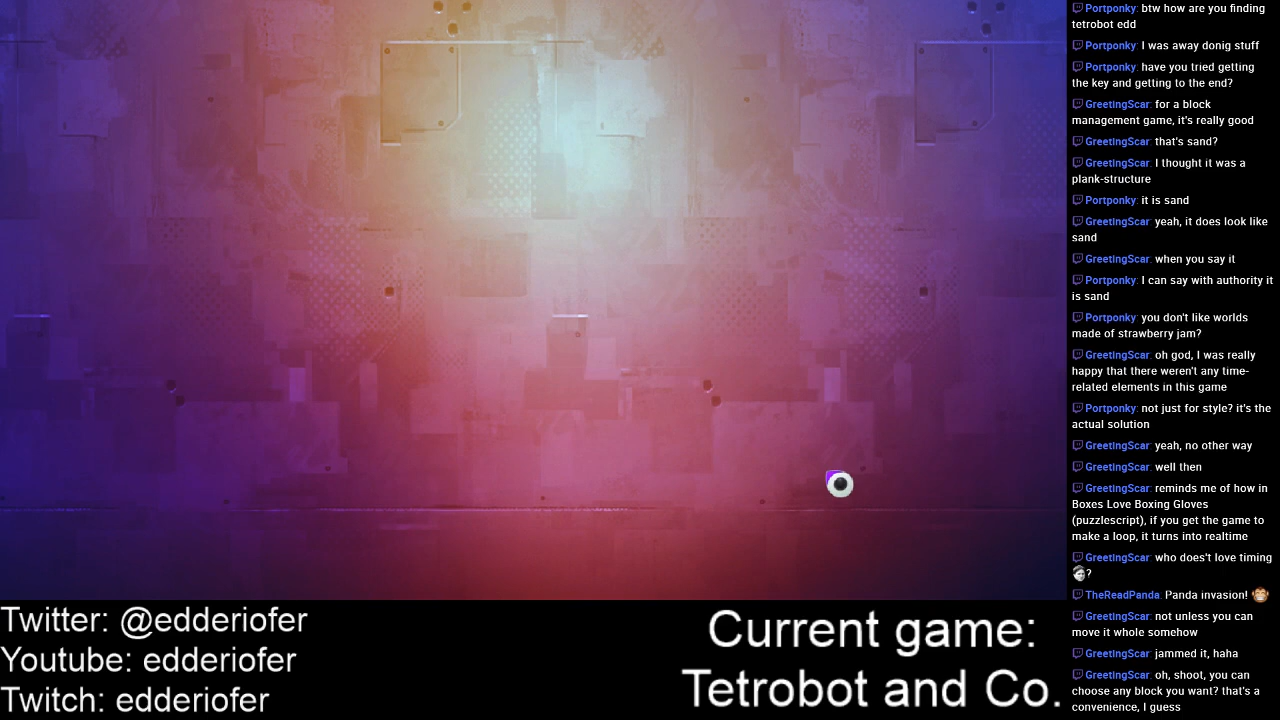 Portponky: btw how are you finding
tetrobot edd
Portponky: I was away donig stuff
Portponky: have you tried getting
the key and getting to the end?
GreetingScar: for a block
management game, it's really good
GreetingScar: that's sand?
GreetingScar: I thought it was a
plank-structure
Portponky: it is sand
GreetingScar: yeah, it does look like
sand
GreetingScar: when you say it
Portponky: I can say with authority it
is sand
Portponky: you don't like worlds
made of strawberry jam?
GreetingScar: oh god, I was really
happy that there weren't any time-
related elements in this game
Portponky: not just for style? it's the
actual solution
GreetingScar: yeah, no other way
GreetingScar: well then
GreetingScar: reminds me of how in
Boxes Love Boxing Gloves
(puzzlescript), if you get the game to
make a loop, it turns into realtime
GreetingScar: who does't love timing
?
TheReadPanda: Panda invasion!
GreetingScar: not unless you can
move it whole somehow
GreetingScar: jammed it, haha
GreetingScar: oh, shoot, you can
choose any block you want? that's a
convenience, I guess
Twitter: @edderiofer
Youtube: edderiofer
Twitch: edderiofer
Current game:
Tetrobot and Co.